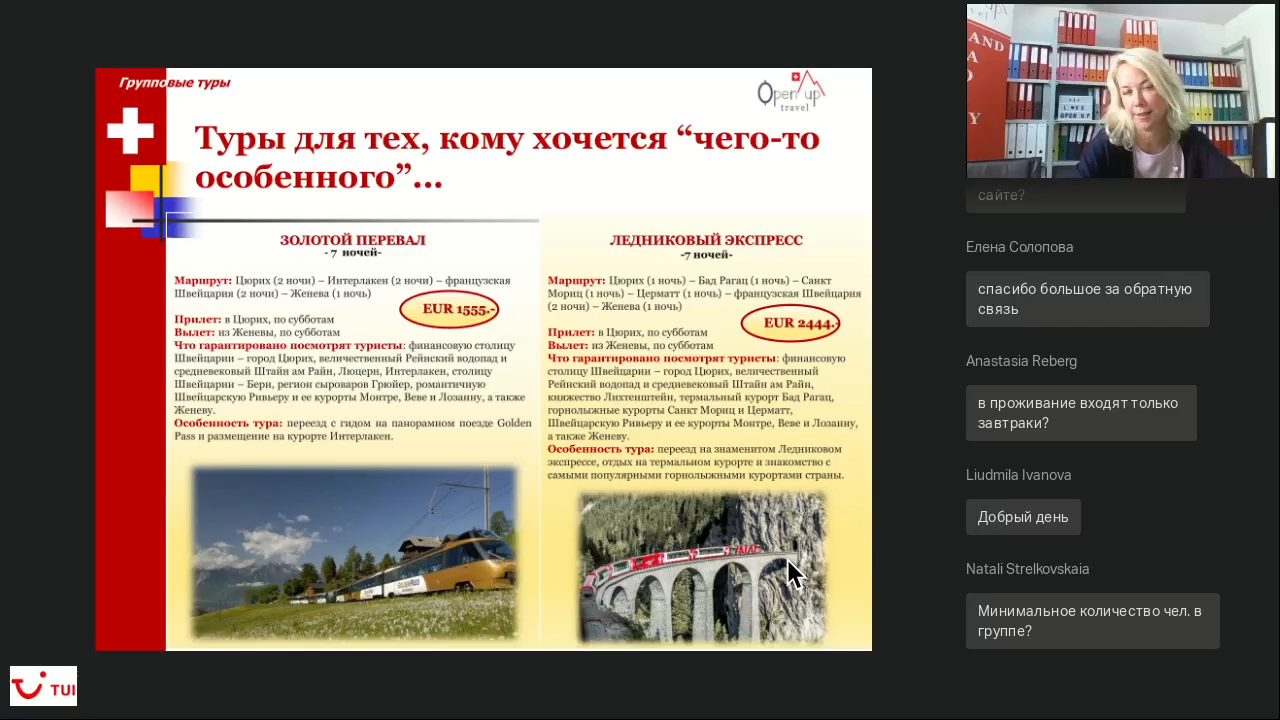 Групповые туры
Open up
travel
Туры для тех, кому хочется “чего-то
особенного”...
ЗОЛОТОЙ ПЕРЕВАЛ
- 7 ночей-
Маршрут: Цюрих (2 ночи) – Интерлакен (2 ночи) – французская
Швейцария (2 ночи) – Женева (1 ночь)
EUR 1555.-
Прилет: в Цюрих, по субботам
Вылет: из Женевы, по субботам
Что гарантировано посмотрят туристы: финансовую столицу
Швейцарии – город Цюрих, величественный Рейнский водопад и
средневековый Штайн ам Райн, Люцерн, Интерлакен, столицу
Швейцарии – Берн, регион сыроваров Грюйер, романтичную
Швейцарскую Ривьеру и ее курорты Монтре, Веве и Лозанну, а также
Женеву.
Особенность тура: переезд с гидом на панорамном поезде Golden
Pass и размещение на курорте Интерлакен.
ЛЕДНИКОВЫЙ ЭКСПРЕСС
-7 ночей-
Маршрут: Цюрих (1 ночь) – Бад Рагац (1 ночь) – Санкт
Мориц (1 ночь) – Церматт (1 ночь) – французская Швейцария
(2 ночи) – Женева (1 ночь)
EUR 2444.-
Прилет: в Цюрих, по субботам
Вылет: из Женевы, по субботам
Что гарантировано посмотрят туристы: финансовую
столицу Швейцарии – город Цюрих, величественный
Рейнский водопад и средневековый Штайн ам Райн,
княжество Лихтенштейн, термальный курорт Бад Рагац,
горнолыжные курорты Санкт Мориц и Церматт,
Швейцарскую Ривьеру и ее курорты Монтре, Веве и Лозанну,
а также Женеву.
Особенность тура: переезд на знаменитом Ледниковом
экспрессе, отдых на термальном курорте и знакомство с
самыми популярными горнолыжными курортами страны.
TUI
LOVE
OPEN UP
сайте?
Елена Солопова
спасибо большое за обратную
связь
Anastasia Reberg
в проживание входят только
завтраки?
Liudmila Ivanova
Добрый день
Natali Strelkovskaia
Минимальное количество чел. в
группе?